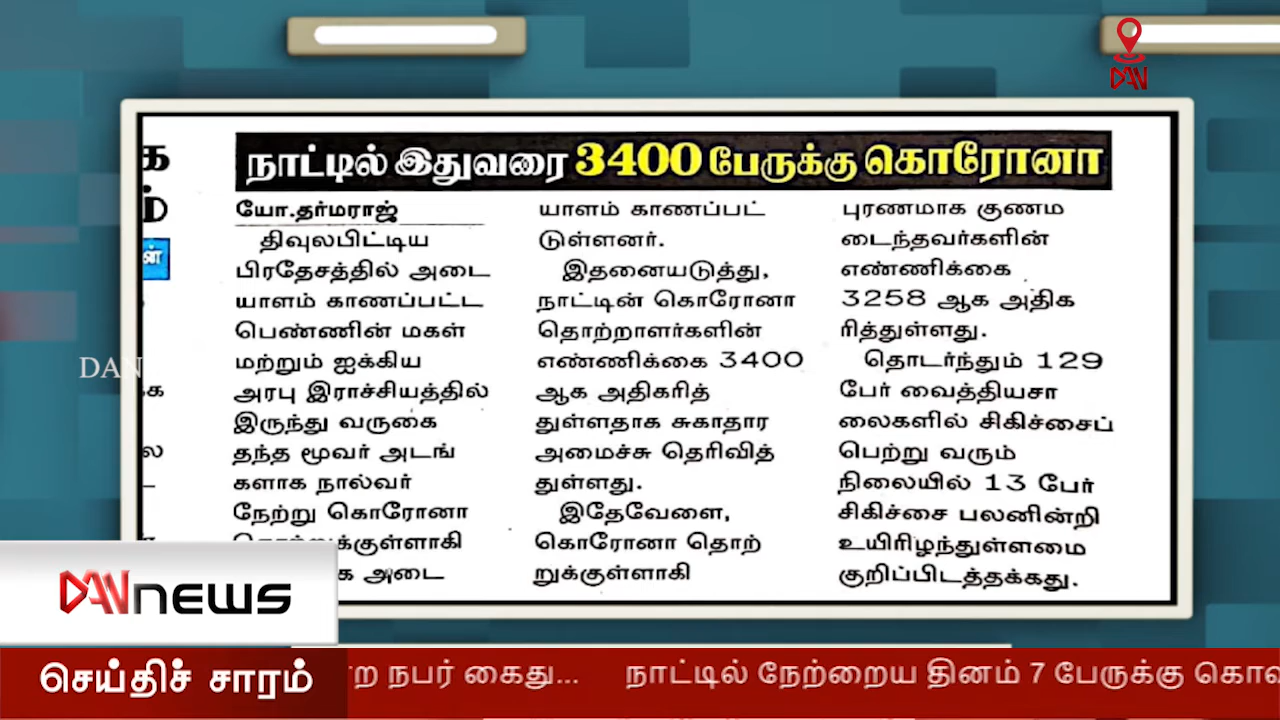 DAN
நாட்டில் இதுவரை 3400 பேருக்கு கொரோனா
யோ.தர்மராஜ்
திவுலபிட்டிய
பிரதேசத்தில் அடை
யாளம் காணப்பட்ட
பெண்ணின் மகள்
மற்றும் ஐக்கிய
அரபு இராச்சியத்தில்
இருந்து வருகை
தந்த மூவர் அடங்
களாக நால்வர்
நேற்று கொரோனா
அடை
யாளம் காணப்பட்
டுள்ளனர்.
இதனையடுத்து,
நாட்டின் கொரோனா
தொற்றாளர்களின்
எண்ணிக்கை 3400
ஆக அதிகரித்
துள்ளதாக சுகாதார
அமைச்சு தெரிவித்
துள்ளது.
இதேவேளை,
கொரோனா தொற்
றுக்குள்ளாகி
புரணமாக குணம
டைந்தவர்களின்
எண்ணிக்கை
3258 ஆக அதிக
ரித்துள்ளது.
தொடர்ந்தும் 129
பேர் வைத்தியசா
லைகளில் சிகிச்சைப்
பெற்று வரும்
நிலையில் 13 பேர்
சிகிச்சை பலனின்றி
உயிரிழந்துள்ளமை
குறிப்பிடத்தக்கது.
DAN
DAN news
செய்திச் சாரம்
நபர் கைது... நாட்டில் நேற்றைய தினம் 7 பேருக்கு